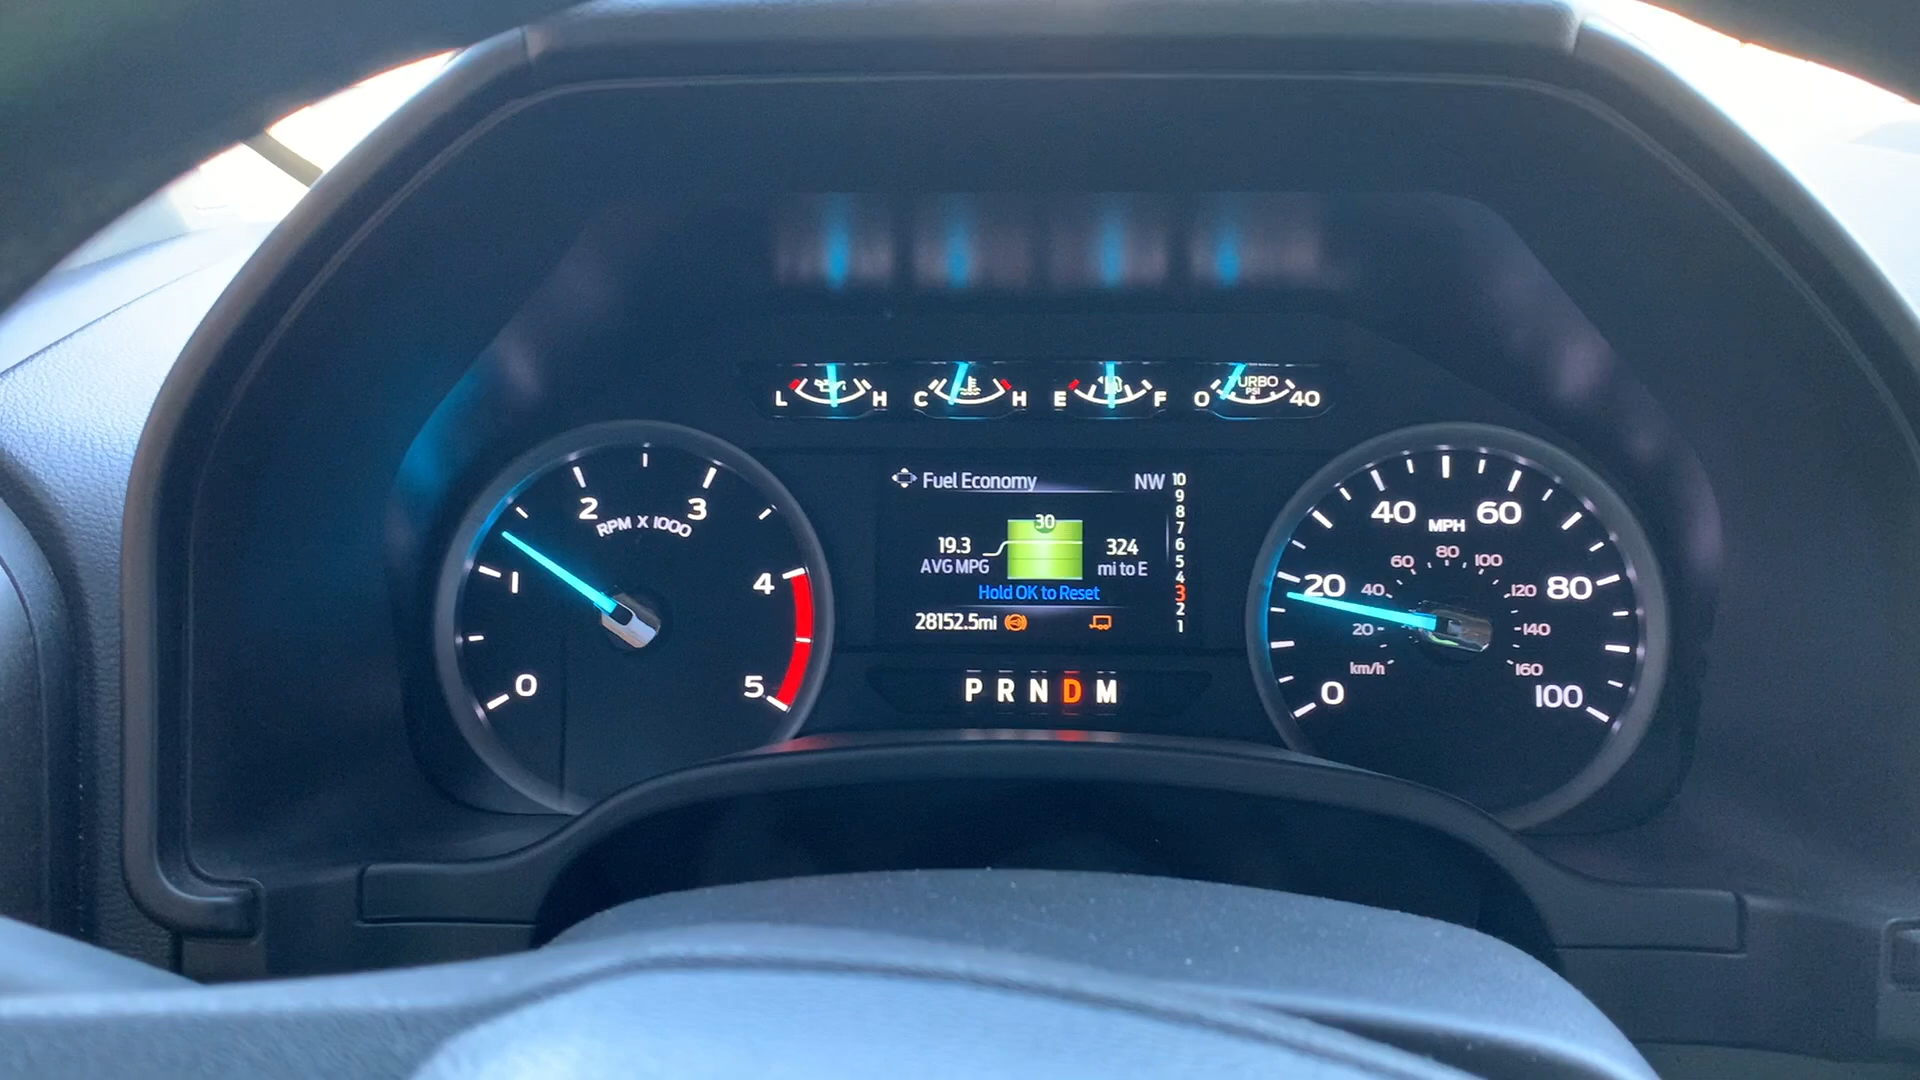 L H C H E F 0 TURBO PSI 40
0 1 2 3 4 5
RPM X 1000
Fuel Economy NW
30
19.3
AVG MPG
324
mi to E
Hold OK to Reset
28152.5mi
10
9
8
7
6
5
4
3
2
1
P R N D M
0 20 40 60 80 100
MPH
20 40 60 80 100 120 140 160
km/h